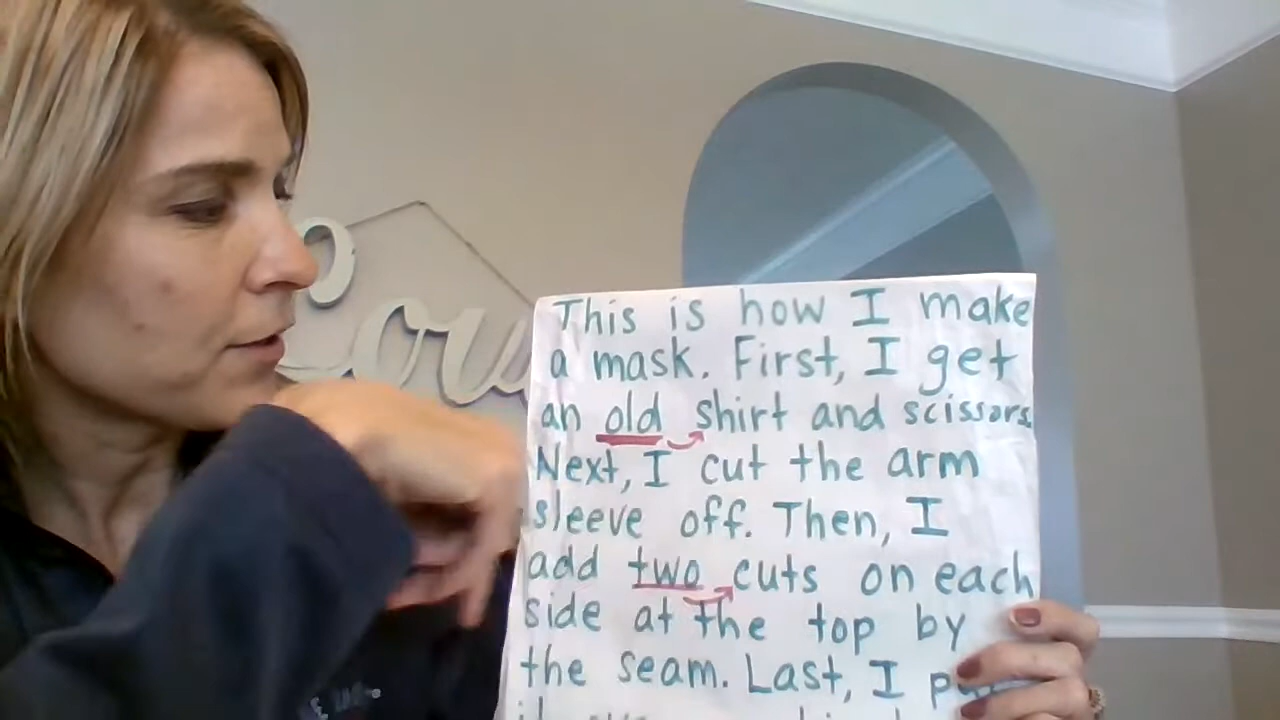 This is how I make
a mask. First, I get
an old shirt and scissors.
Next, I cut the arm
sleeve off. Then, I
add two cuts on each
side at the top by
the seam. Last, I